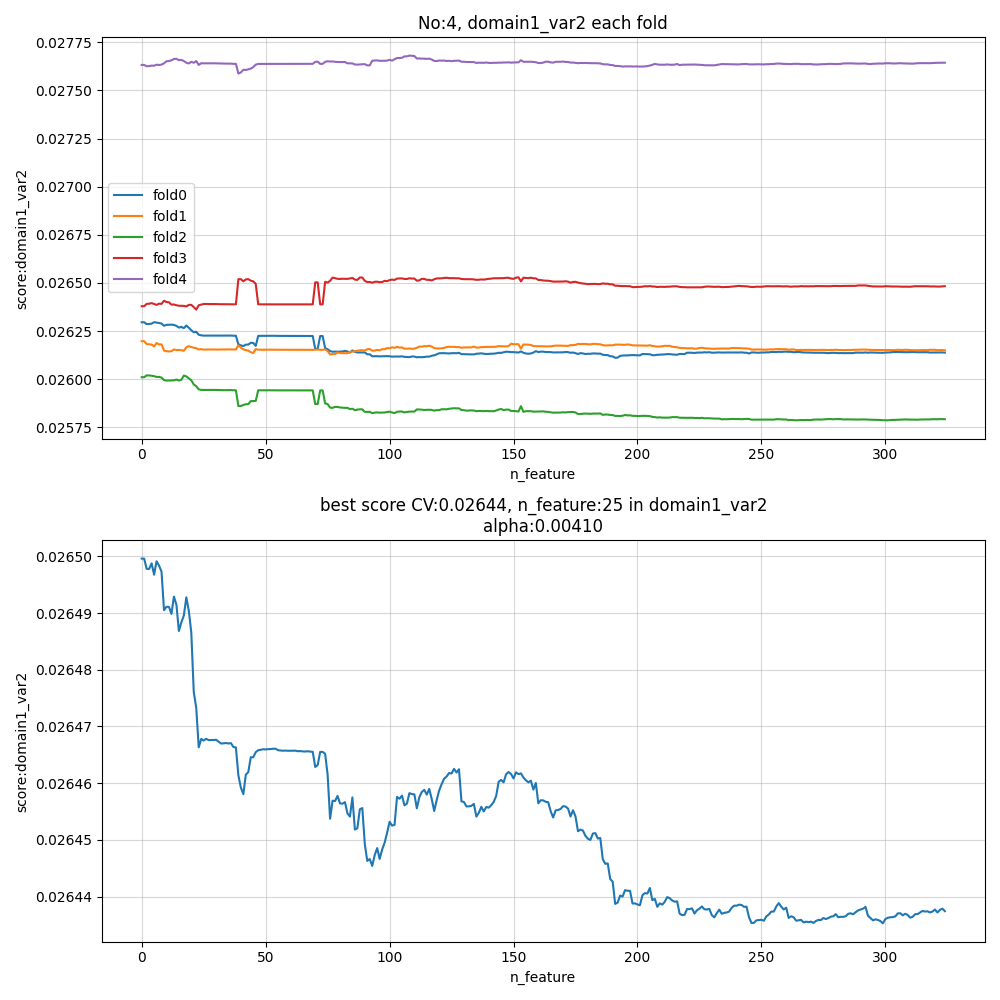 No:4, domain1_var2 each fold
0.02775
0.02750
0.02725
0.02700
0.02675
0.02650
0.02625
0.02600
0.02575
score:domain1_var2
fold0
fold1
fold2
fold3
fold4
0 50 100 150 200 250 300
n_feature
best score CV:0.02644, n_feature:25 in domain1_var2
alpha:0.00410
0.02650
0.02649
0.02648
0.02647
0.02646
0.02645
0.02644
score:domain1_var2
0 50 100 150 200 250 300
n_feature